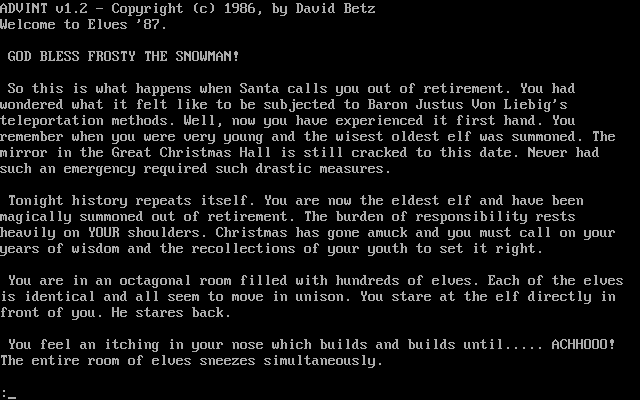 ADVINT v1.2 - Copyright (c) 1986, by David Betz
Welcome to Elves '87.
GOD BLESS FROSTY THE SNOWMAN!
So this is what happens when Santa calls you out of retirement. You had
wondered what it felt like to be subjected to Baron Justus Von Liebig's
teleportation methods. Well, now you have experienced it first hand. You
remember when you were very young and the wisest oldest elf was summoned. The
mirror in the Great Christmas Hall is still cracked to this date. Never had
such an emergency required such drastic measures.
Tonight history repeats itself. You are now the eldest elf and have been
magically summoned out of retirement. The burden of responsibility rests
heavily on YOUR shoulders. Christmas has gone amuck and you must call on your
years of wisdom and the recollections of your youth to set it right.
You are in an octagonal room filled with hundreds of elves. Each of the elves
is identical and all seem to move in unison. You stare at the elf directly in
front of you. He stares back.
You feel an itching in your nose which builds and builds until..... ACHHOOO!
The entire room of elves sneezes simultaneously.
:_